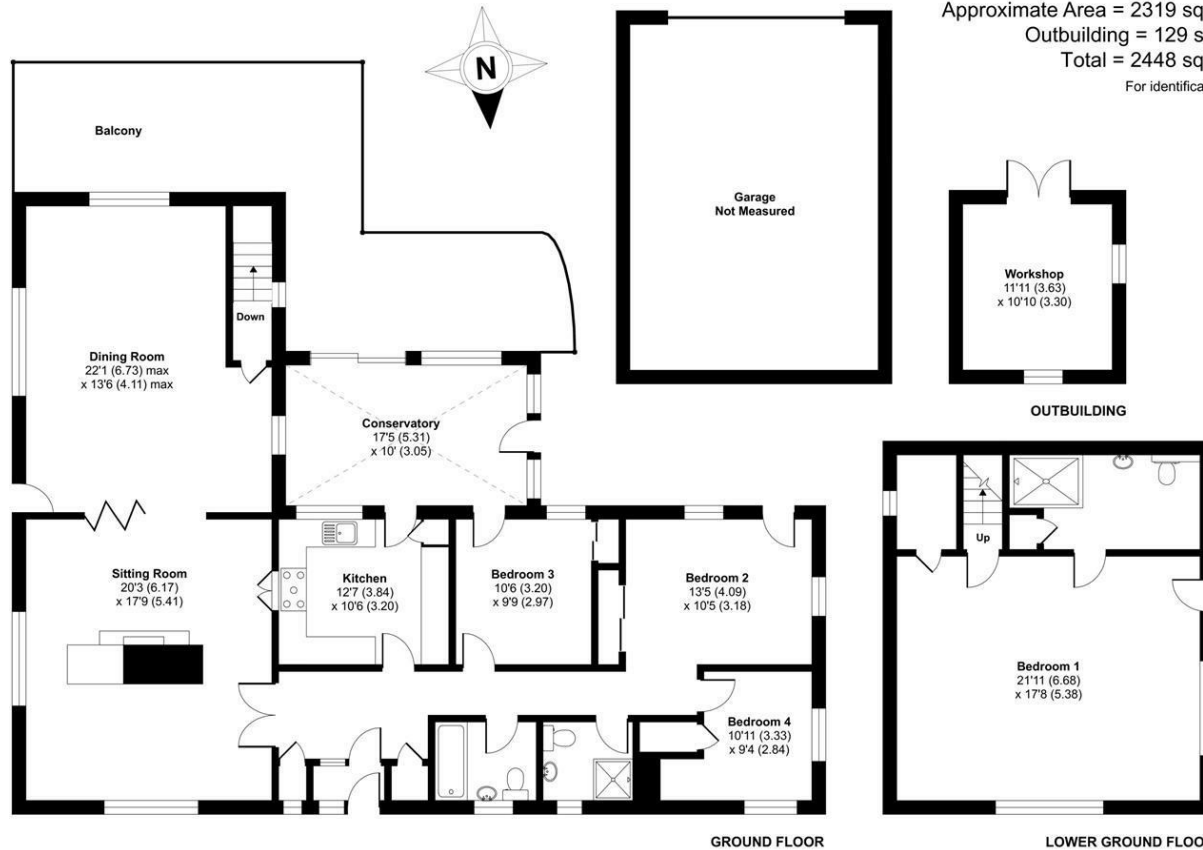 Approximate Area = 2319 sq
Outbuilding = 129 s
Total = 2448 sq
For identifica
N
Balcony
Garage
Not Measured
Workshop
11'11 (3.63)
x 10'10 (3.30)
Down
Dining Room
22'1 (6.73) max
x 13'6 (4.11) max
OUTBUILDING
Conservatory
17'5 (5.31)
x 10' (3.05)
Up
Sitting Room
20'3 (6.17)
x 17'9 (5.41)
Kitchen
12'7 (3.84)
x 10'6 (3.20)
Bedroom 3
10'6 (3.20)
x 9'9 (2.97)
Bedroom 2
13'5 (4.09)
x 10'5 (3.18)
Bedroom 1
21'11 (6.68)
x 17'8 (5.38)
Bedroom 4
10'11 (3.33)
x 9'4 (2.84)
GROUND FLOOR
LOWER GROUND FLOO